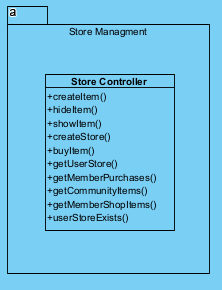 a
Store Managment
Store Controller
+createItem()
+hideItem()
+showItem()
+createStore()
+buyItem()
+getUserStore()
+getMemberPurchases()
+getCommunityItems()
+getMemberShopItems()
+userStoreExists()